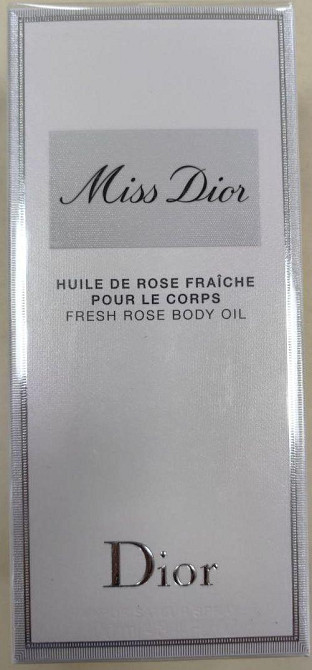 Miss Dior
HUILE DE ROSE FRAÎCHE
POUR LE CORPS
FRESH ROSE BODY OIL
Dior